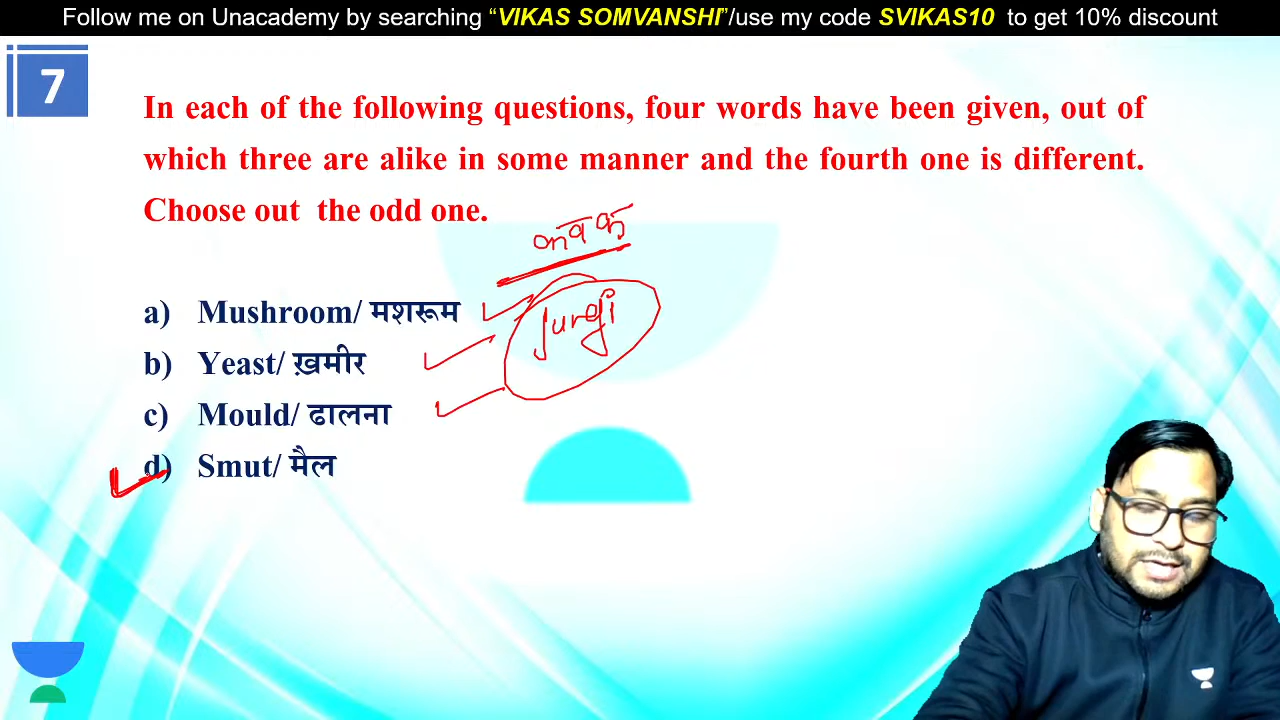 Follow me on Unacademy by searching “VIKAS SOMVANSHI”/use my code SVIKAS10 to get 10% discount
7
In each of the following questions, four words have been given, out of
which three are alike in some manner and the fourth one is different.
Choose out the odd one.
कवक
fungi
a) Mushroom/ मशरूम
b) Yeast/ ख़मीर
c) Mould/ ढालना
d) Smut/ मैल